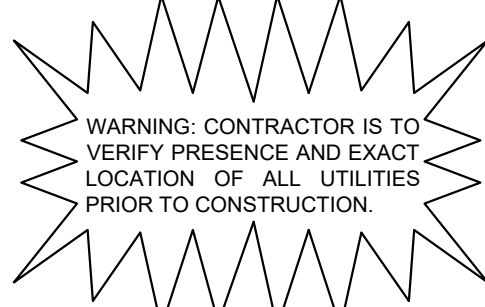 WARNING: CONTRACTOR IS TO
VERIFY PRESENCE AND EXACT
LOCATION OF ALL UTILITIES
PRIOR TO CONSTRUCTION.